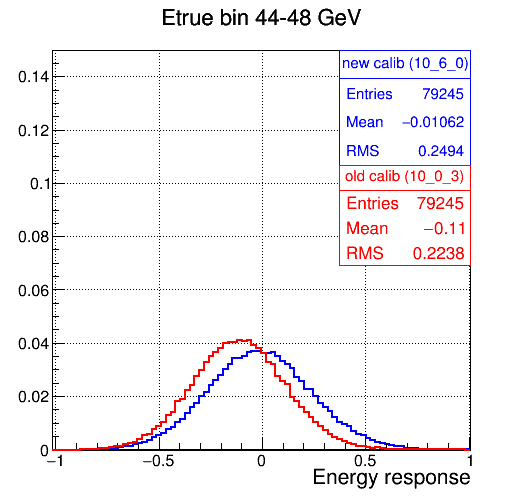 Etrue bin 44-48 GeV
new calib (10_6_0)
Entries 79245
Mean −0.01062
RMS 0.2494
old calib (10_0_3)
Entries 79245
Mean −0.11
RMS 0.2238
0.14
0.12
0.1
0.08
0.06
0.04
0.02
0
−1 −0.5 0 0.5 1
Energy response